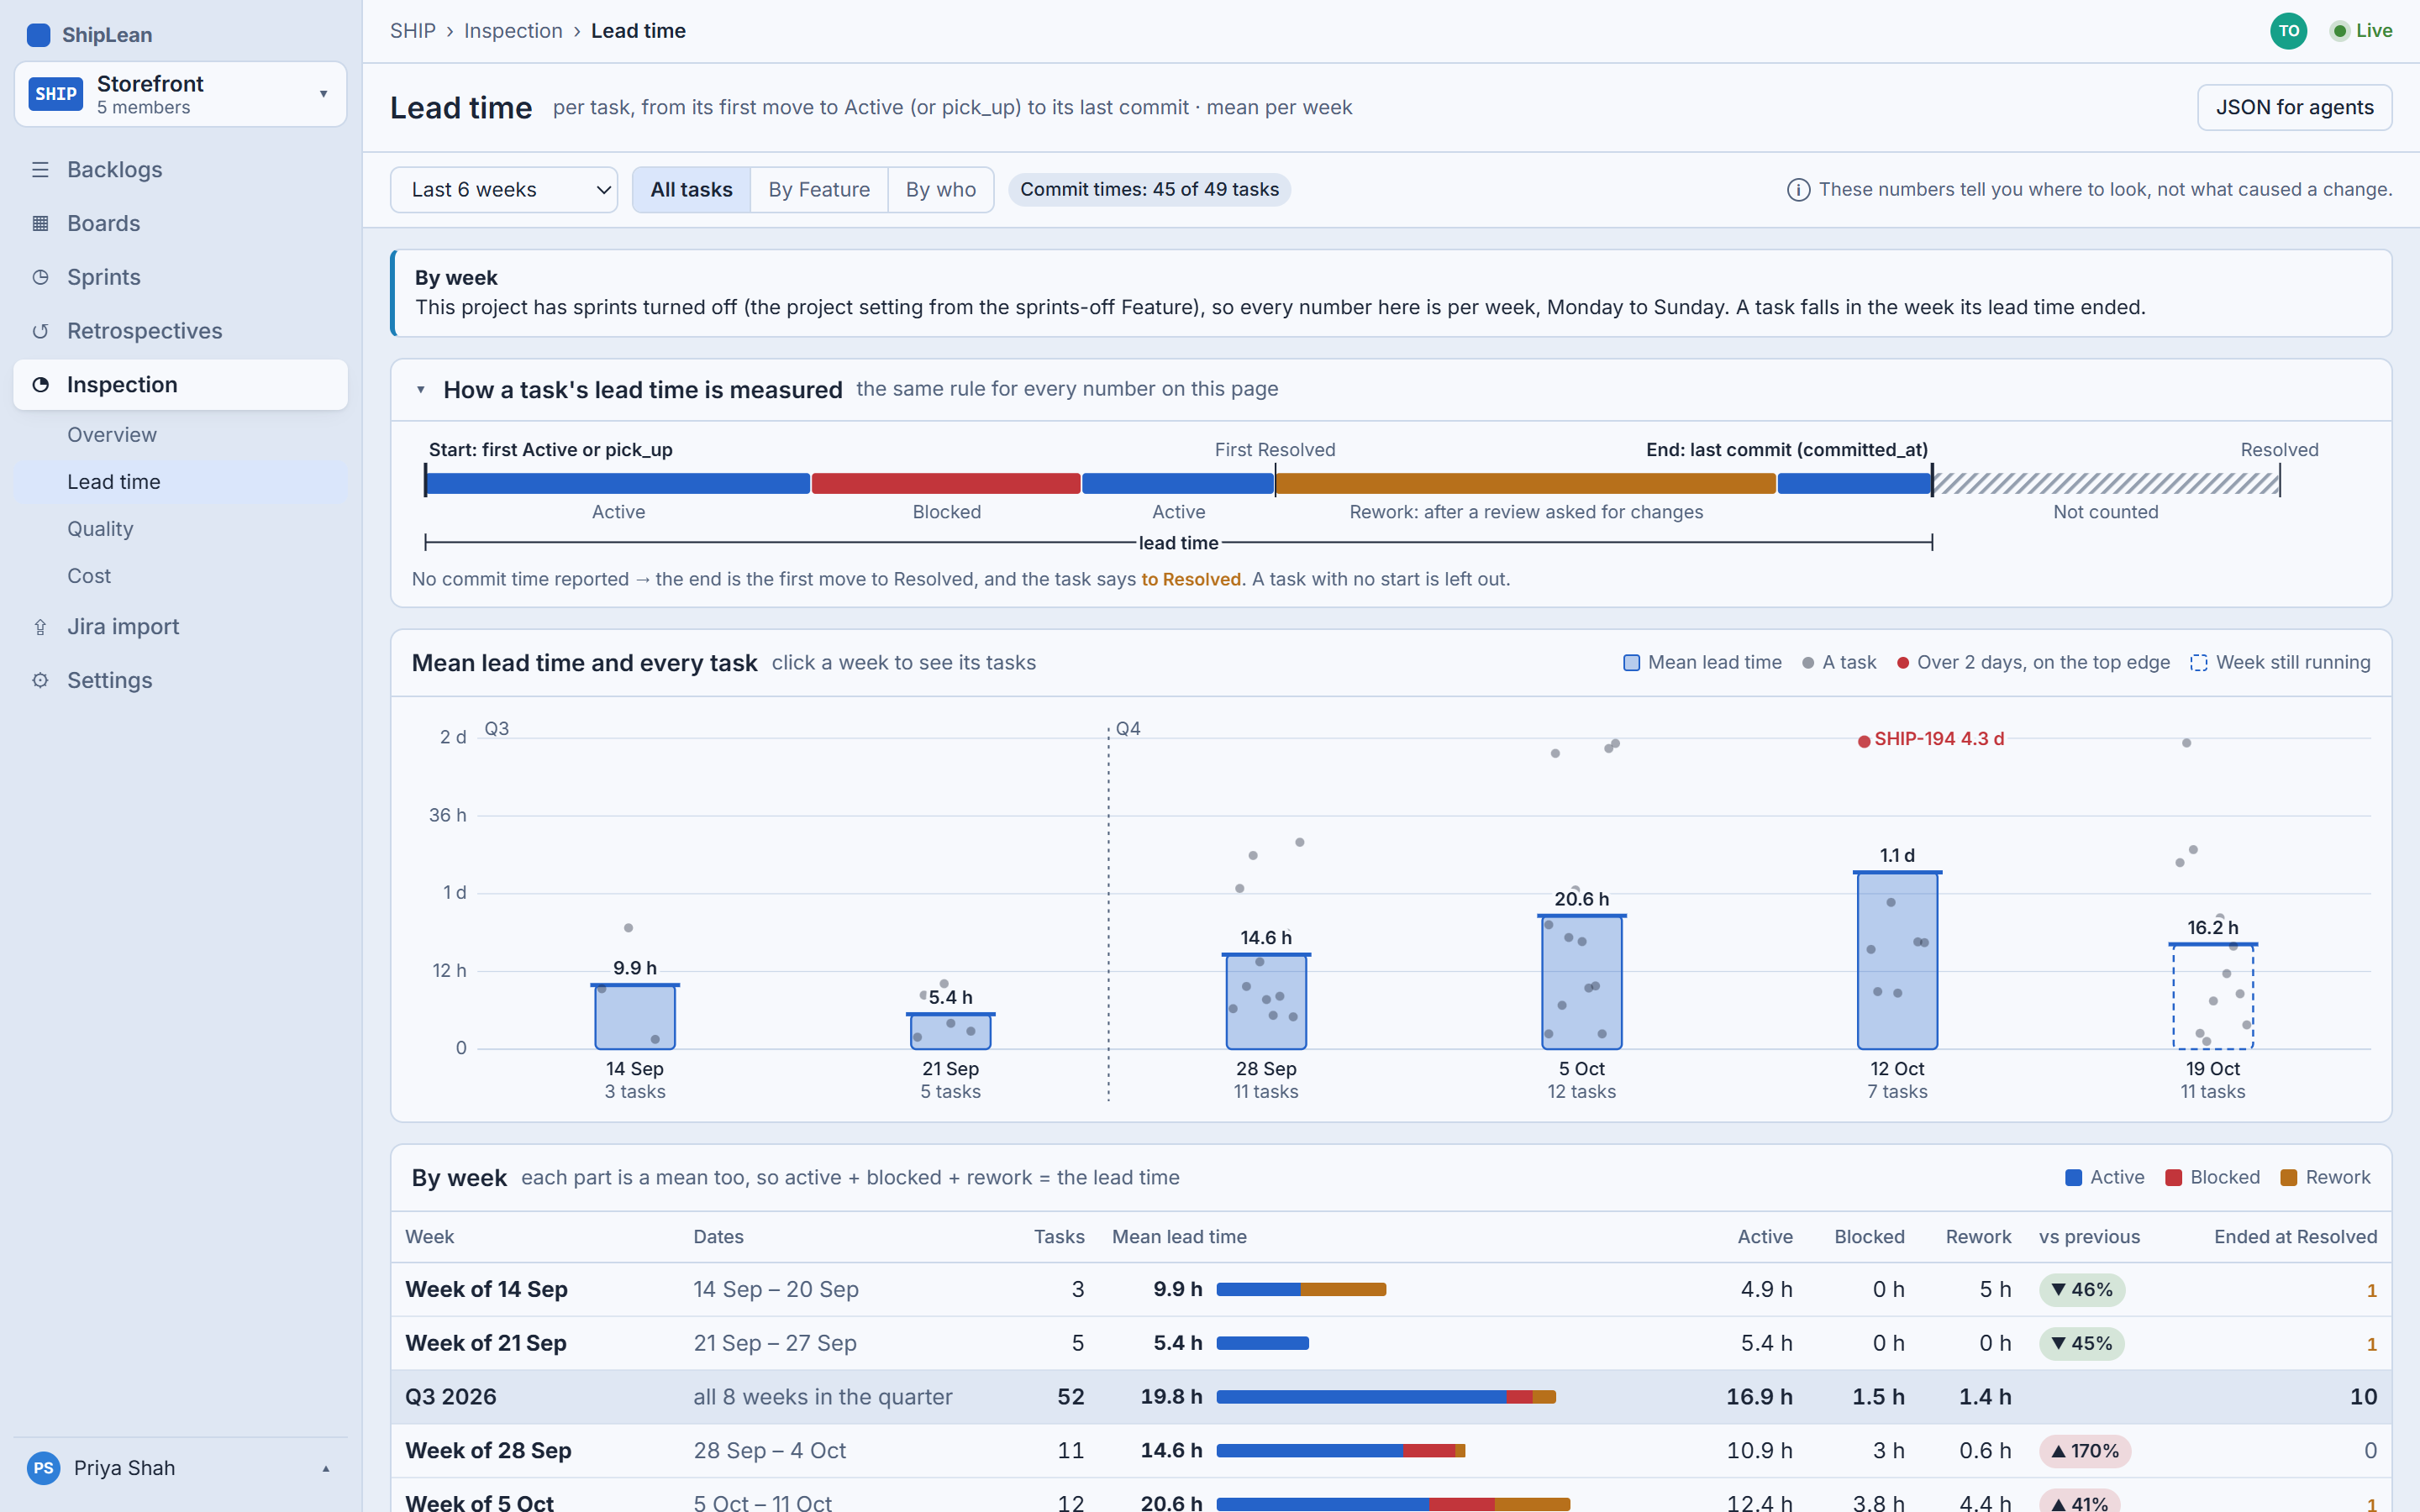 ShipLean
SHIP
Storefront
5 members
Backlogs
Boards
Sprints
Retrospectives
Inspection
Overview
Lead time
Quality
Cost
Jira import
Settings
PS Priya Shah
SHIP › Inspection › Lead time
TO Live
Lead time per task, from its first move to Active (or pick_up) to its last commit · mean per week
JSON for agents
Last 6 weeks All tasks By Feature By who Commit times: 45 of 49 tasks
These numbers tell you where to look, not what caused a change.
By week
This project has sprints turned off (the project setting from the sprints-off Feature), so every number here is per week, Monday to Sunday. A task falls in the week its lead time ended.
How a task's lead time is measured the same rule for every number on this page
Start: first Active or pick_up First Resolved End: last commit (committed_at) Resolved
Active Blocked Active Rework: after a review asked for changes Not counted
lead time
No commit time reported → the end is the first move to Resolved, and the task says to Resolved. A task with no start is left out.
Mean lead time and every task click a week to see its tasks
Mean lead time A task Over 2 days, on the top edge Week still running
Q3 Q4
2 d
SHIP-194 4.3 d
36 h
1 d
12 h
0
9.9 h
5.4 h
14.6 h
20.6 h
1.1 d
16.2 h
14 Sep 21 Sep 28 Sep 5 Oct 12 Oct 19 Oct
3 tasks 5 tasks 11 tasks 12 tasks 7 tasks 11 tasks
By week each part is a mean too, so active + blocked + rework = the lead time
Active Blocked Rework
Week Dates Tasks Mean lead time Active Blocked Rework vs previous Ended at Resolved
Week of 14 Sep 14 Sep – 20 Sep 3 9.9 h 4.9 h 0 h 5 h ▼ 46% 1
Week of 21 Sep 21 Sep – 27 Sep 5 5.4 h 5.4 h 0 h 0 h ▼ 45% 1
Q3 2026 all 8 weeks in the quarter 52 19.8 h 16.9 h 1.5 h 1.4 h 10
Week of 28 Sep 28 Sep – 4 Oct 11 14.6 h 10.9 h 3 h 0.6 h ▲ 170% 0
Week of 5 Oct 5 Oct – 11 Oct 12 20.6 h 12.4 h 3.8 h 4.4 h ▲ 41% 1